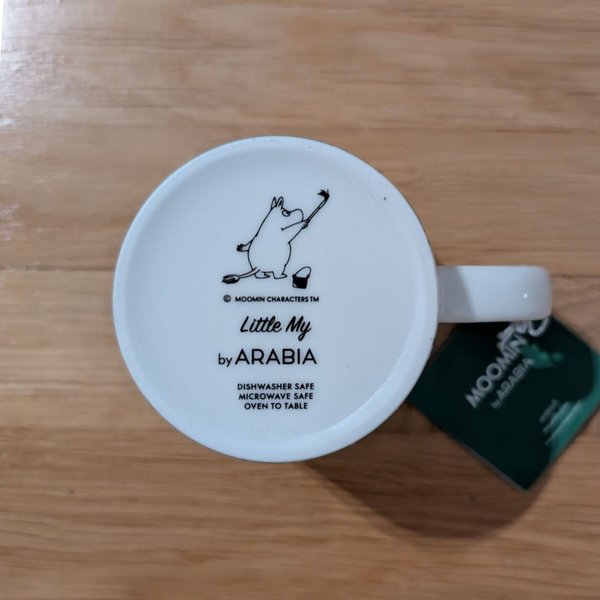 © MOOMIN CHARACTERS TM
Little My
by ARABIA
DISHWASHER SAFE
MICROWAVE SAFE
OVEN TO TABLE
MOOMIN
by ARABIA